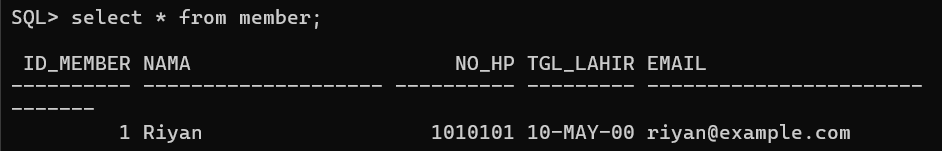 SQL> select * from member;
ID_MEMBER NAMA                      NO_HP TGL_LAHIR EMAIL
---------- -------------------- ---------- --------- -----------------------
-------
         1 Riyan                   1010101 10-MAY-00 riyan@example.com